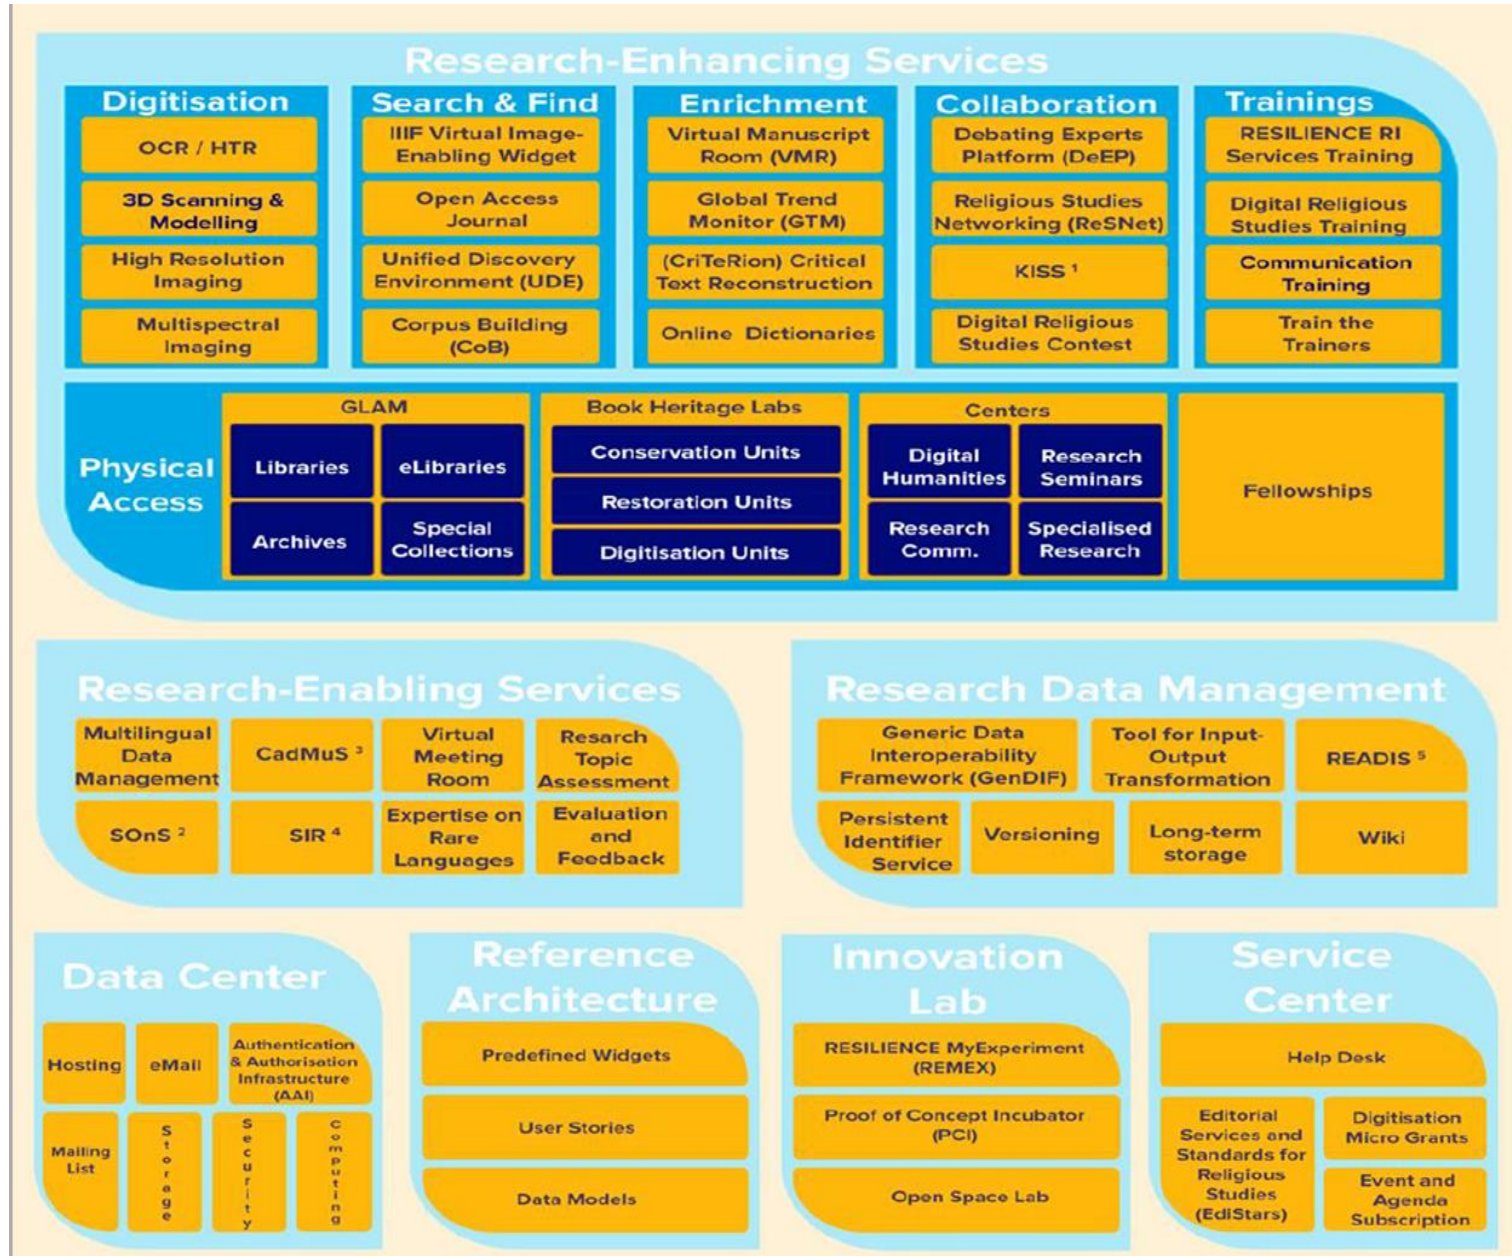 Research-Enhancing Services
Digitisation
OCR / HTR
3D Scanning &
Modelling
High Resolution
Imaging
Multispectral
Imaging
Search & Find
IIIF Virtual Image-
Enabling Widget
Open Access
Journal
Unified Discovery
Environment (UDE)
Corpus Building
(CoB)
Enrichment
Virtual Manuscript
Room (VMR)
Global Trend
Monitor (GTM)
(CriTeRion) Critical
Text Reconstruction
Online Dictionaries
Collaboration
Debating Experts
Platform (DeEP)
Religious Studies
Networking (ReSNet)
KISS ¹
Digital Religious
Studies Contest
Trainings
RESILIENCE RI
Services Training
Digital Religious
Studies Training
Communication
Training
Train the
Trainers
Physical
Access
GLAM
Libraries
eLibraries
Archives
Special
Collections
Book Heritage Labs
Conservation Units
Restoration Units
Digitisation Units
Centers
Digital
Humanities
Research
Seminars
Research
Comm.
Specialised
Research
Fellowships
Research-Enabling Services
Multilingual
Data
Management
CadMuS ³
Virtual
Meeting
Room
Resarch
Topic
Assessment
SOnS ²
SIR ⁴
Expertise on
Rare
Languages
Evaluation
and
Feedback
Research Data Management
Generic Data
Interoperability
Framework (GenDIF)
Tool for Input-
Output
Transformation
READIS ⁵
Persistent
Identifier
Service
Versioning
Long-term
storage
Wiki
Data Center
Hosting
eMail
Authentication
& Authorisation
Infrastructure
(AAI)
Mailing
List
Storage
Security
Computing
Reference
Architecture
Predefined Widgets
User Stories
Data Models
Innovation
Lab
RESILIENCE MyExperiment
(REMEX)
Proof of Concept Incubator
(PCI)
Open Space Lab
Service
Center
Help Desk
Editorial
Services and
Standards for
Religious
Studies
(EdiStars)
Digitisation
Micro Grants
Event and
Agenda
Subscription